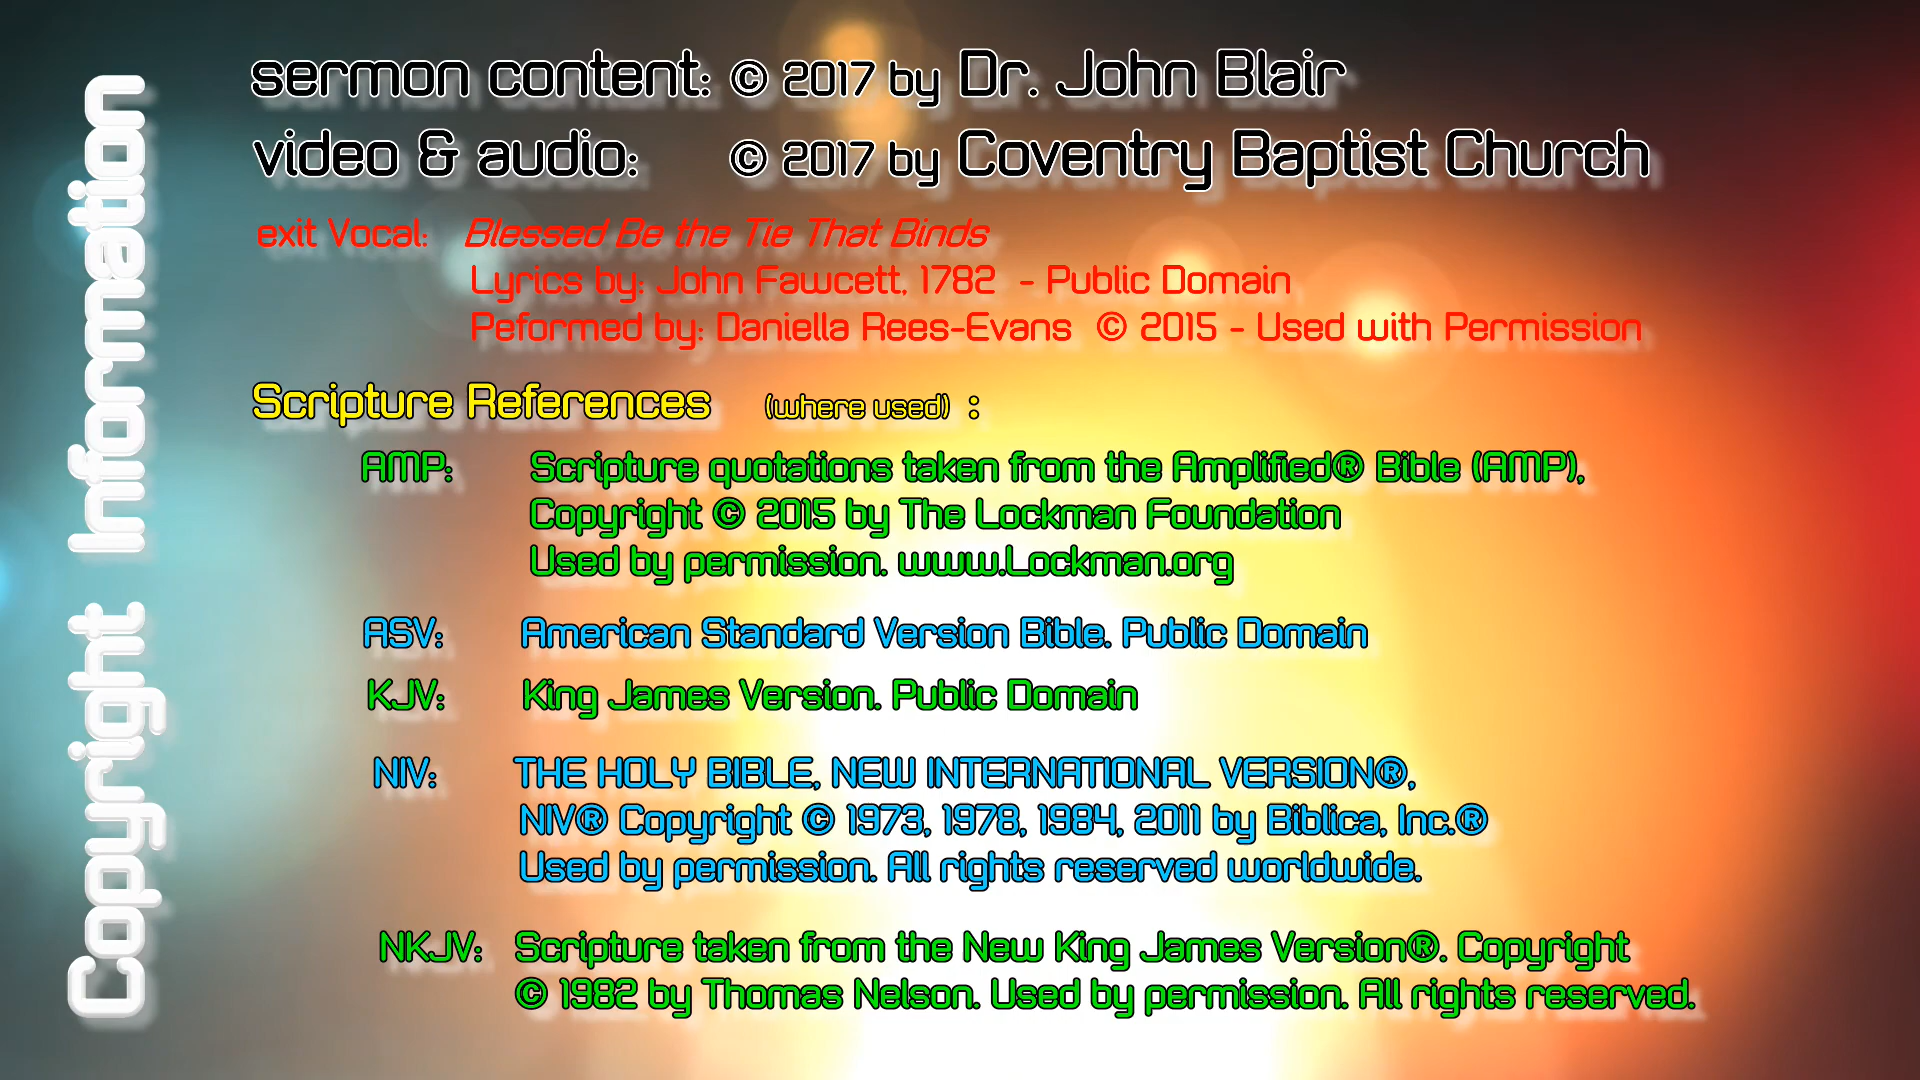 Copyright Information
sermon content: © 2017 by Dr. John Blair
video & audio: © 2017 by Coventry Baptist Church
exit Vocal: Blessed Be the Tie That Binds
Lyrics by: John Fawcett, 1782 - Public Domain
Peformed by: Daniella Rees-Evans © 2015 - Used with Permission
Scripture References (where used) :
AMP: Scripture quotations taken from the Amplified® Bible (AMP),
Copyright © 2015 by The Lockman Foundation
Used by permission. www.Lockman.org
ASV: American Standard Version Bible. Public Domain
KJV: King James Version. Public Domain
NIV: THE HOLY BIBLE, NEW INTERNATIONAL VERSION®,
NIV® Copyright © 1973, 1978, 1984, 2011 by Biblica, Inc.®
Used by permission. All rights reserved worldwide.
NKJV: Scripture taken from the New King James Version®. Copyright
© 1982 by Thomas Nelson. Used by permission. All rights reserved.